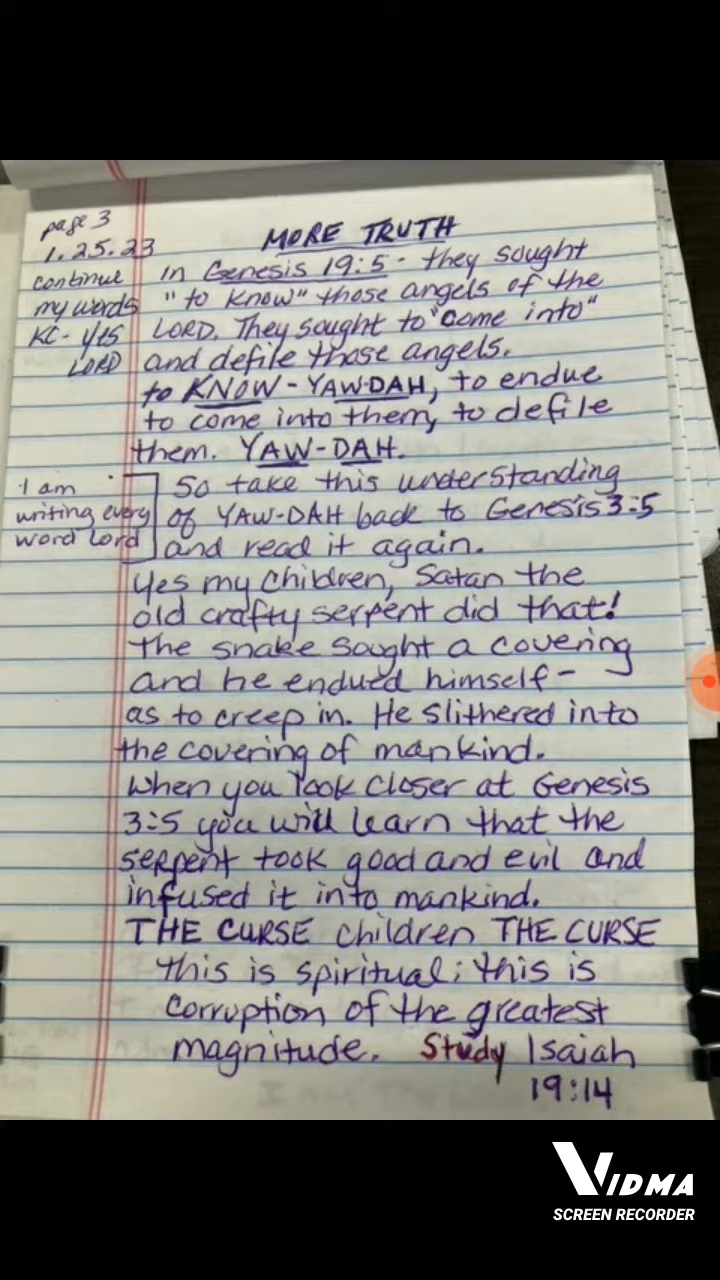 page 3
1.25.23
continue
my words
KC- yes
LORD
MORE TRUTH
in Genesis 19:5 - they sought
"to know" those angels of the
LORD. They sought to "come into"
and defile those angels.
to KNOW - YAW-DAH, to endue
to come into them, to defile
them. YAW-DAH.
I am
writing every
word Lord
So take this understanding
of YAW-DAH back to Genesis 3:5
and read it again.
Yes my children, Satan the
old crafty serpent did that!
The snake sought a covering
and he endued himself -
as to creep in. He slithered into
the covering of mankind.
When you look closer at Genesis
3:5 you will learn that the
serpent took good and evil and
infused it into mankind.
THE CURSE children THE CURSE
this is spiritual; this is
corruption of the greatest
magnitude. Study Isaiah
19:14
VIDMA
SCREEN RECORDER